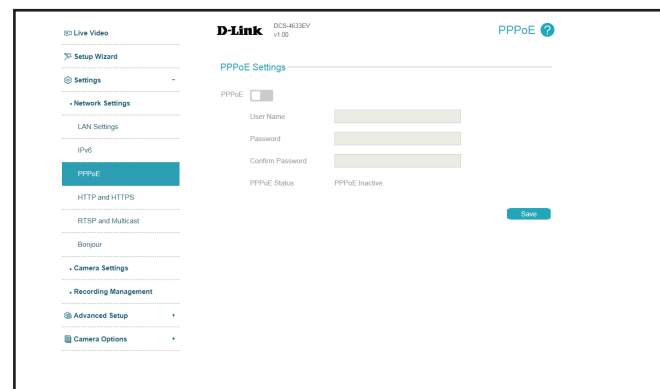 Live Video
Setup Wizard
Settings -
Network Settings
LAN Settings
IPv6
PPPoE
HTTP and HTTPS
RTSP and Multicast
Bonjour
Camera Settings
Recording Management
Advanced Setup +
Camera Options +
D-Link DCS-4633EV
v1.00
PPPoE ?
PPPoE Settings
PPPoE
User Name
Password
Confirm Password
PPPoE Status PPPoE Inactive.
Save